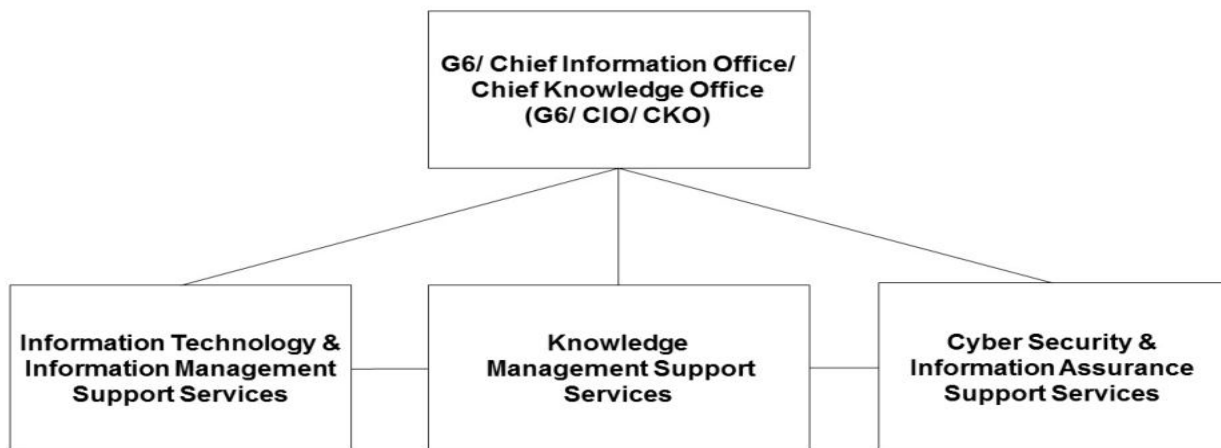 G6/ Chief Information Office/
Chief Knowledge Office
(G6/ CIO/ CKO)
Information Technology &
Information Management
Support Services
Knowledge
Management Support
Services
Cyber Security &
Information Assurance
Support Services